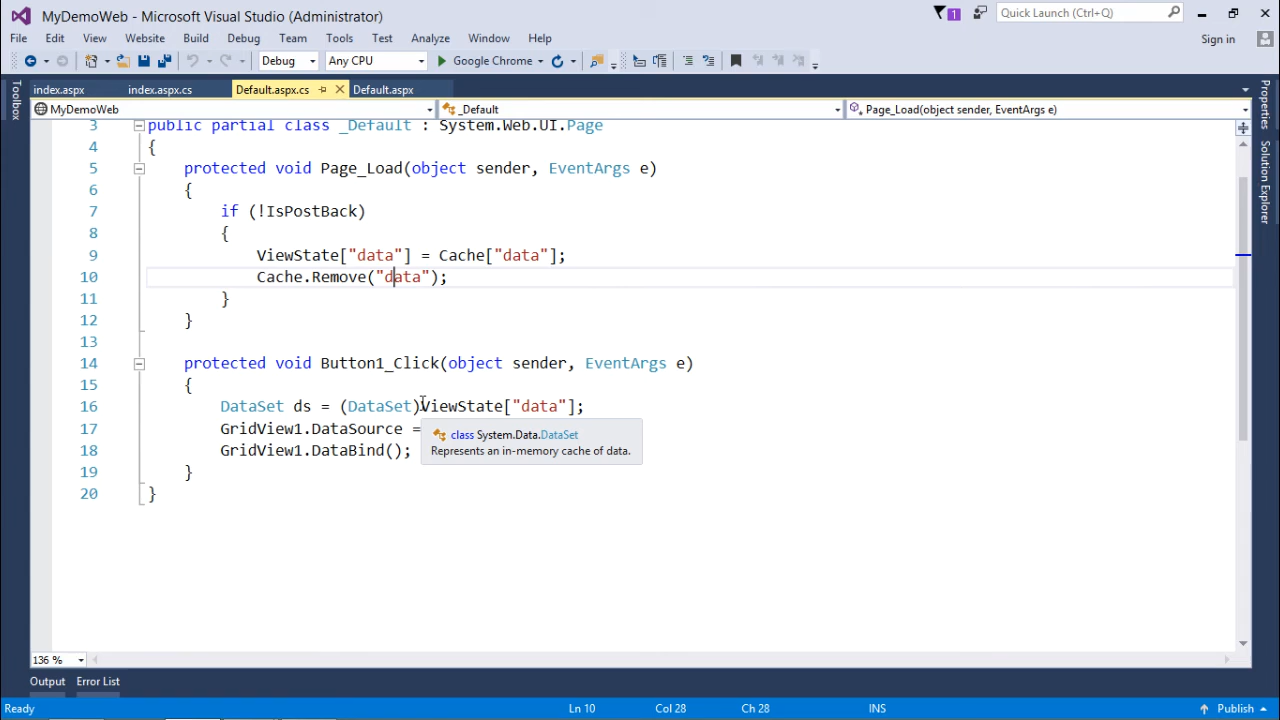 MyDemoWeb - Microsoft Visual Studio (Administrator)
1
Quick Launch (Ctrl+Q)
File Edit View Website Build Debug Team Tools Test Analyze Window Help
Sign in
Debug Any CPU Google Chrome
index.aspx index.aspx.cs Default.aspx.cs Default.aspx
MyDemoWeb _Default Page_Load(object sender, EventArgs e)
Toolbox
Properties
Solution Explorer
3 public partial class _Default : System.Web.UI.Page
4 {
5 protected void Page_Load(object sender, EventArgs e)
6 {
7 if (!IsPostBack)
8 {
9 ViewState["data"] = Cache["data"];
10 Cache.Remove("data");
11 }
12 }
13
14 protected void Button1_Click(object sender, EventArgs e)
15 {
16 DataSet ds = (DataSet)ViewState["data"];
17 GridView1.DataSource =
class System.Data.DataSet
18 GridView1.DataBind();
Represents an in-memory cache of data.
19 }
20 }
136 %
Output Error List
Ready Ln 10 Col 28 Ch 28 INS Publish